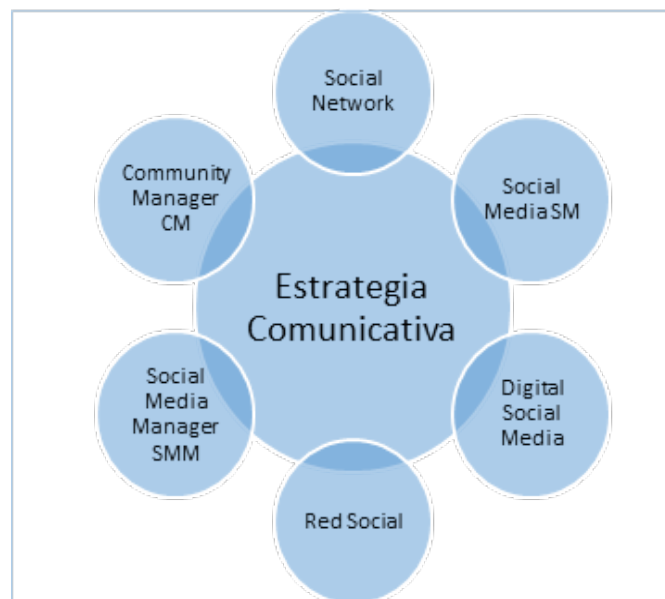 Social
Network
Community
Manager
CM
Social
Media SM
Estrategia
Comunicativa
Social
Media
Manager
SMM
Digital
Social
Media
Red Social